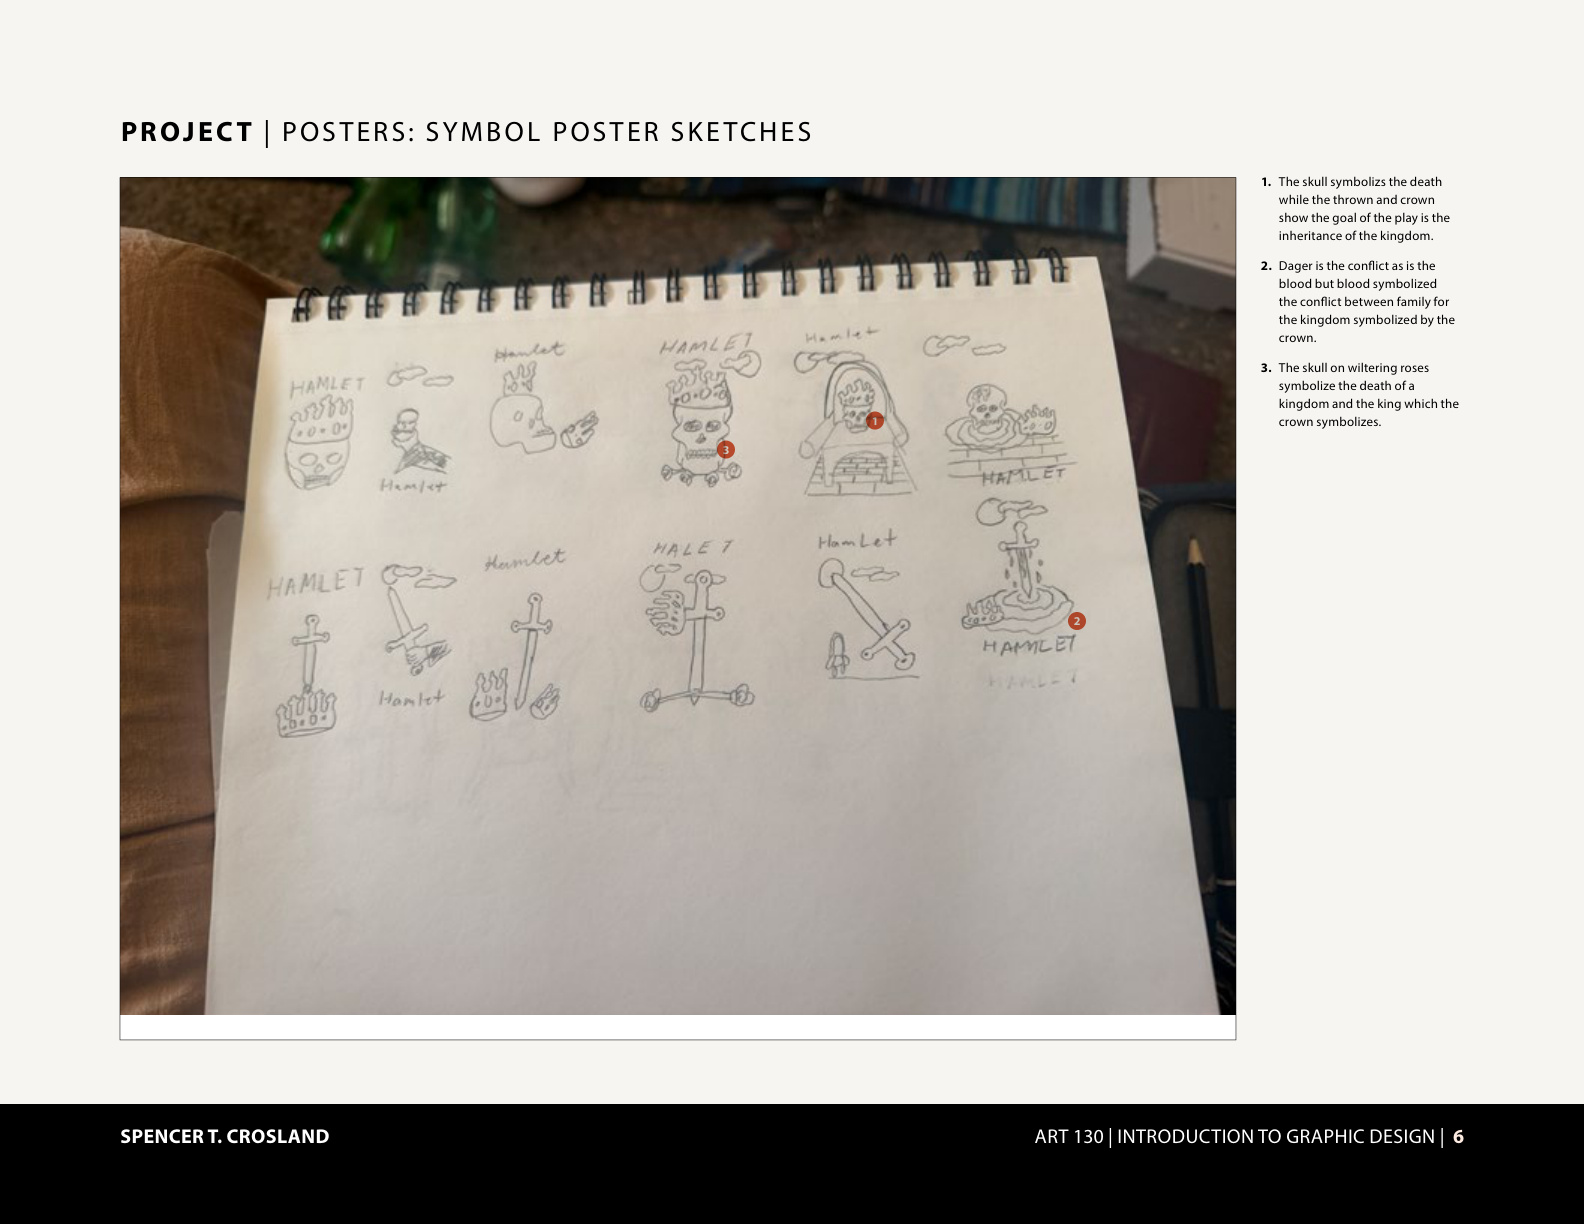 PROJECT | POSTERS: SYMBOL POSTER SKETCHES
HAMLET
Hamlet
Hamlet
HAMLET
Hamlet
HAMLET
3
1
HAMLET
Hamlet
Hamlet
HALET
HamLet
HAMLET
HAMLET
2
1. The skull symbolizs the death
while the thrown and crown
show the goal of the play is the
inheritance of the kingdom.
2. Dager is the conflict as is the
blood but blood symbolized
the conflict between family for
the kingdom symbolized by the
crown.
3. The skull on wiltering roses
symbolize the death of a
kingdom and the king which the
crown symbolizes.
SPENCER T. CROSLAND
ART 130 | INTRODUCTION TO GRAPHIC DESIGN | 6